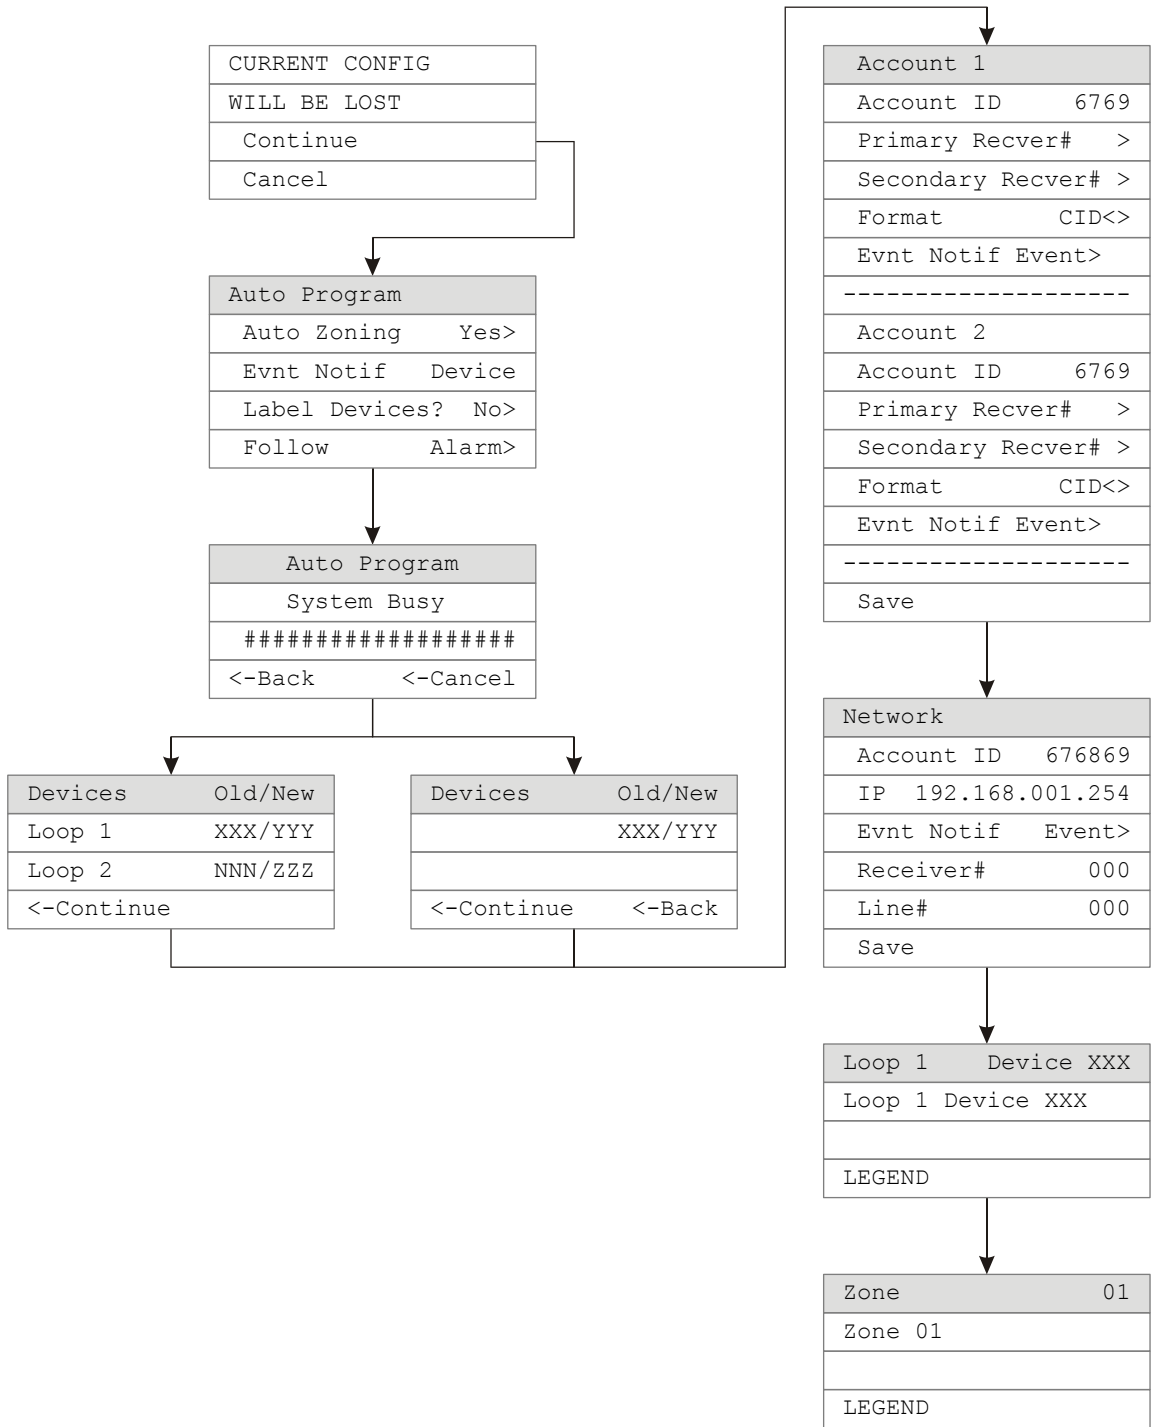 CURRENT CONFIG
WILL BE LOST
Continue
Cancel
Auto Program
Auto Zoning Yes>
Evnt Notif Device
Label Devices? No>
Follow Alarm>
Auto Program
System Busy
###################
<-Back <-Cancel
Devices Old/New
Loop 1 XXX/YYY
Loop 2 NNN/ZZZ
<-Continue
Devices Old/New
XXX/YYY
<-Continue <-Back
Account 1
Account ID 6769
Primary Recver# >
Secondary Recver# >
Format CID<>
Evnt Notif Event>
--------------------
Account 2
Account ID 6769
Primary Recver# >
Secondary Recver# >
Format CID<>
Evnt Notif Event>
--------------------
Save
Network
Account ID 676869
IP 192.168.001.254
Evnt Notif Event>
Receiver# 000
Line# 000
Save
Loop 1 Device XXX
Loop 1 Device XXX
LEGEND
Zone 01
Zone 01
LEGEND